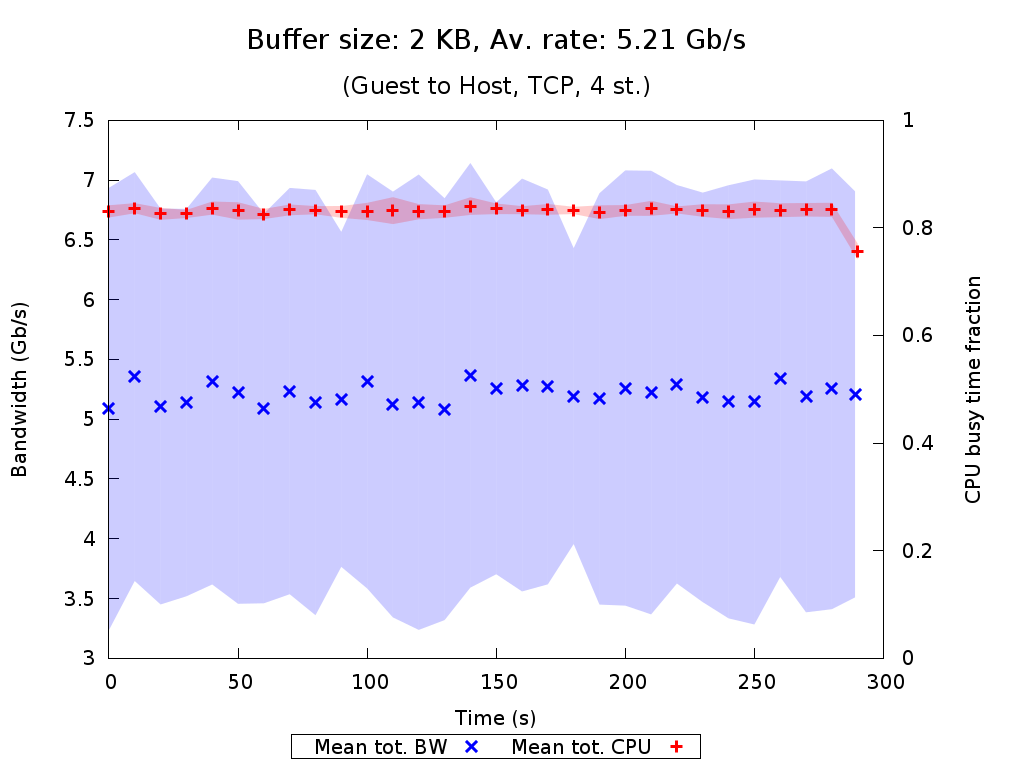 Buffer size: 2 KB, Av. rate: 5.21 Gb/s
(Guest to Host, TCP, 4 st.)
7.5
7
6.5
6
5.5
5
4.5
4
3.5
3
Bandwidth (Gb/s)
1
0.8
0.6
0.4
0.2
0
CPU busy time fraction
0 50 100 150 200 250 300
Time (s)
Mean tot. BW Mean tot. CPU